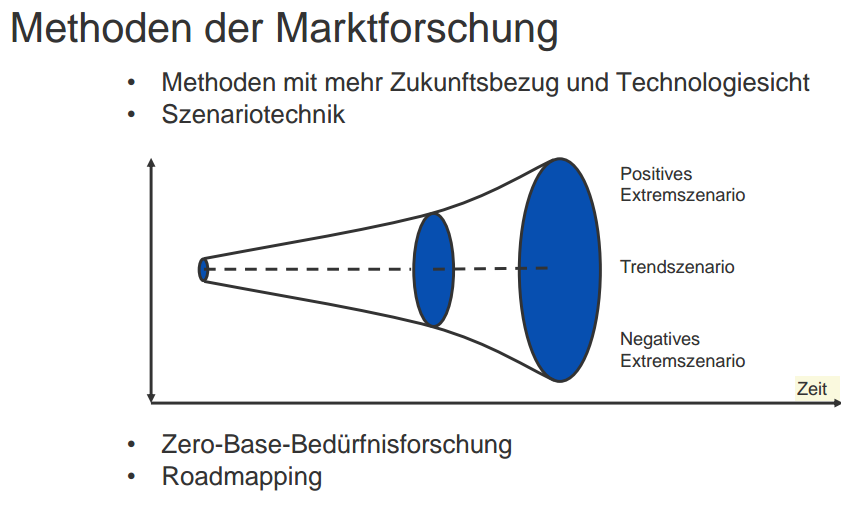 Methoden der Marktforschung
• Methoden mit mehr Zukunftsbezug und Technologiesicht
• Szenariotechnik
Positives
Extremszenario
Trendszenario
Negatives
Extremszenario
Zeit
• Zero-Base-Bedürfnisforschung
• Roadmapping